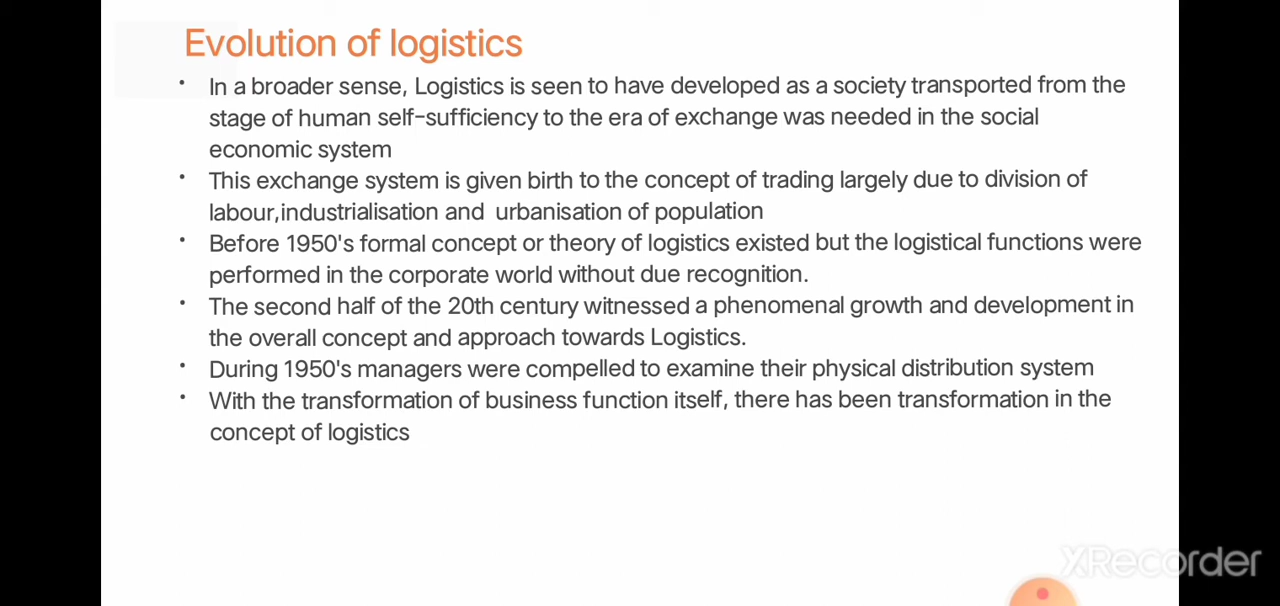 Evolution of logistics
• In a broader sense, Logistics is seen to have developed as a society transported from the
stage of human self-sufficiency to the era of exchange was needed in the social
economic system
• This exchange system is given birth to the concept of trading largely due to division of
labour,industrialisation and urbanisation of population
• Before 1950's formal concept or theory of logistics existed but the logistical functions were
performed in the corporate world without due recognition.
• The second half of the 20th century witnessed a phenomenal growth and development in
the overall concept and approach towards Logistics.
• During 1950's managers were compelled to examine their physical distribution system
• With the transformation of business function itself, there has been transformation in the
concept of logistics
XRecorder